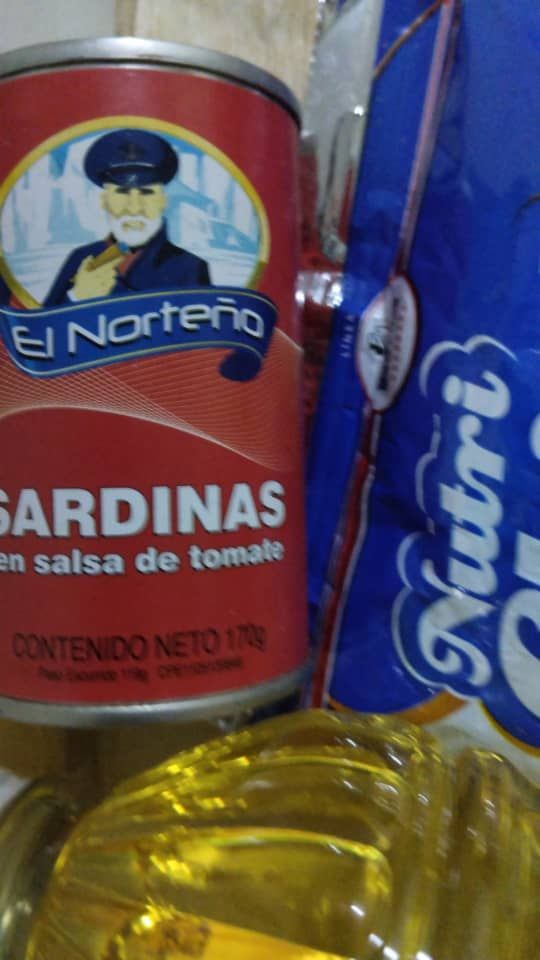 El Norteño
SARDINAS
en salsa de tomate
CONTENIDO NETO 170g
Nutri